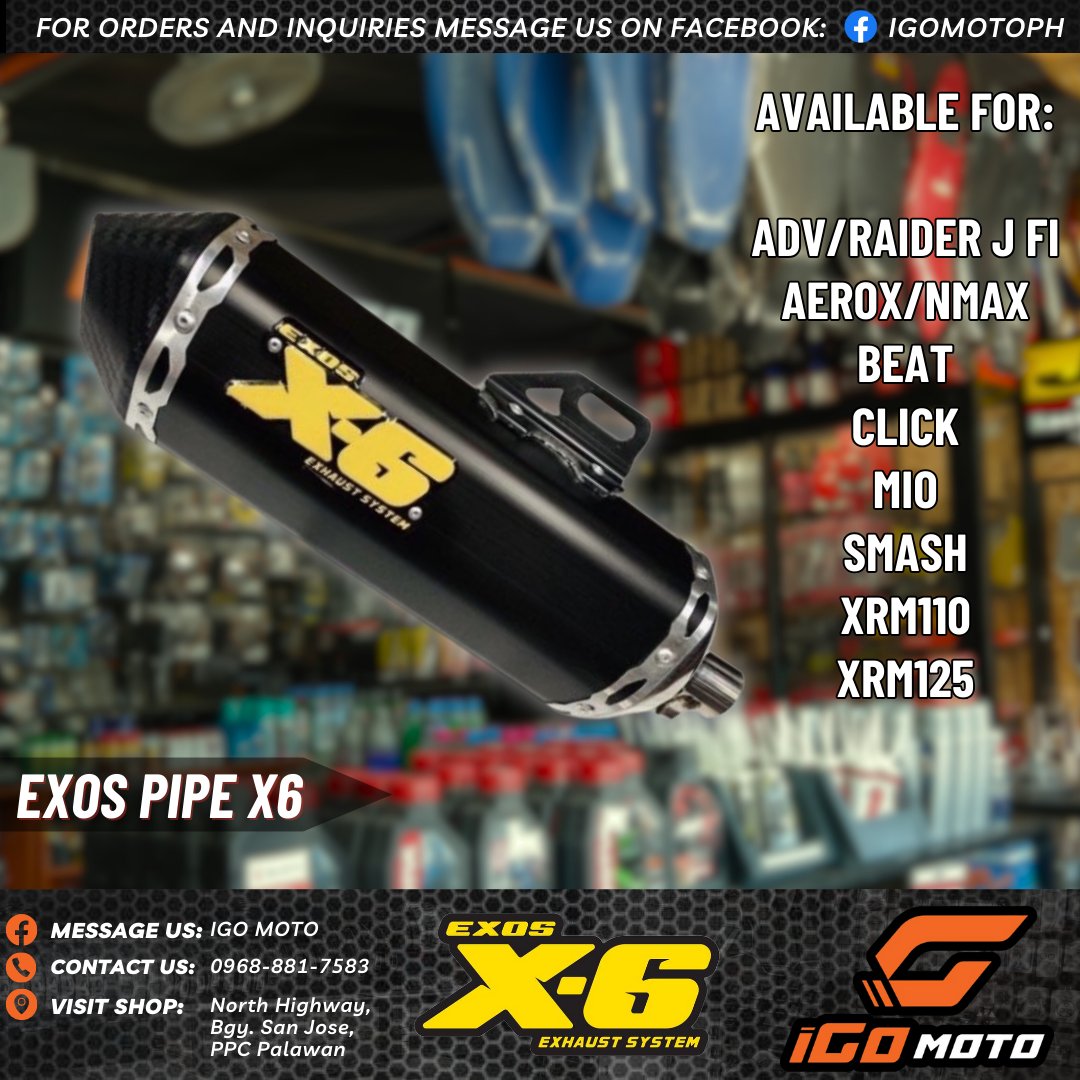 FOR ORDERS AND INQUIRIES MESSAGE US ON FACEBOOK: IGOMOTOPH
AVAILABLE FOR:
ADV/RAIDER J FI
AEROX/NMAX
BEAT
CLICK
MIO
SMASH
XRM110
XRM125
EXOS
X-6
EXHAUST SYSTEM
EXOS PIPE X6
MESSAGE US: IGO MOTO
CONTACT US: 0968-881-7583
VISIT SHOP: North Highway,
Bgy. San Jose,
PPC Palawan
EXOS
X-6
EXHAUST SYSTEM
iGO MOTO